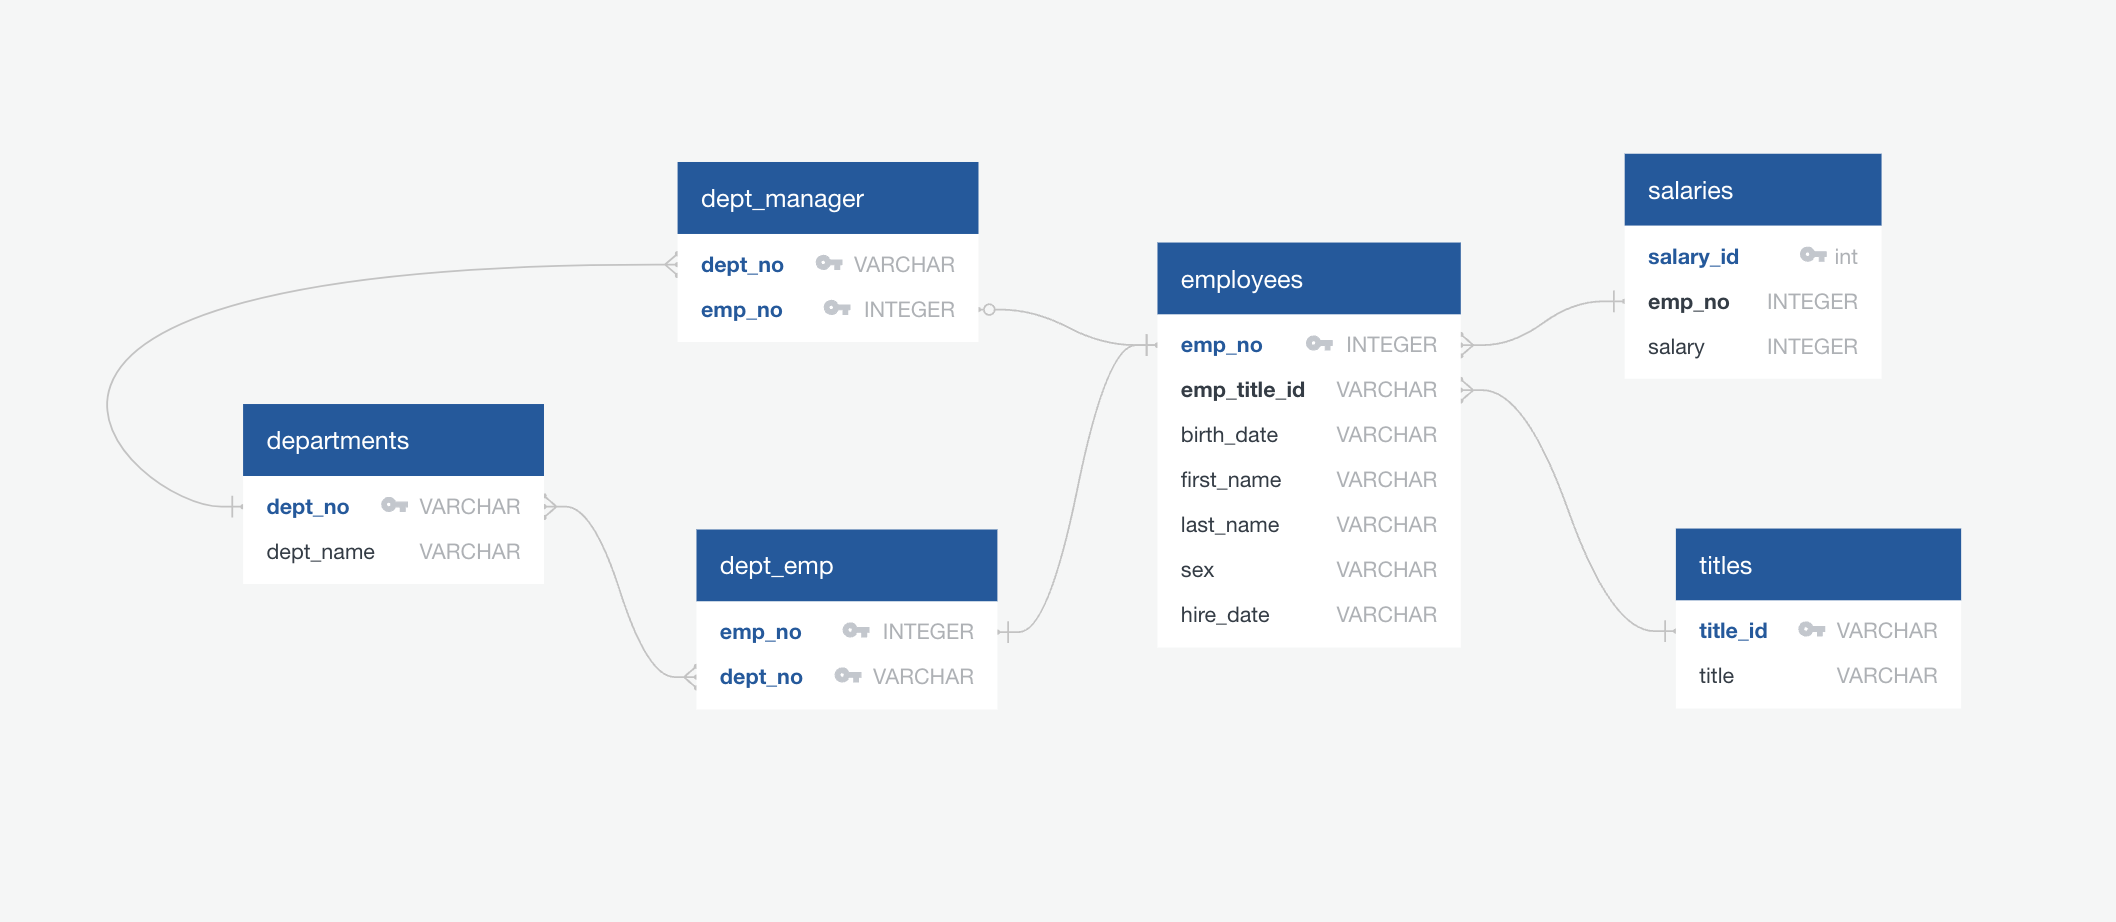 dept_manager
dept_no VARCHAR
emp_no INTEGER
departments
dept_no VARCHAR
dept_name VARCHAR
dept_emp
emp_no INTEGER
dept_no VARCHAR
employees
emp_no INTEGER
emp_title_id VARCHAR
birth_date VARCHAR
first_name VARCHAR
last_name VARCHAR
sex VARCHAR
hire_date VARCHAR
salaries
salary_id int
emp_no INTEGER
salary INTEGER
titles
title_id VARCHAR
title VARCHAR